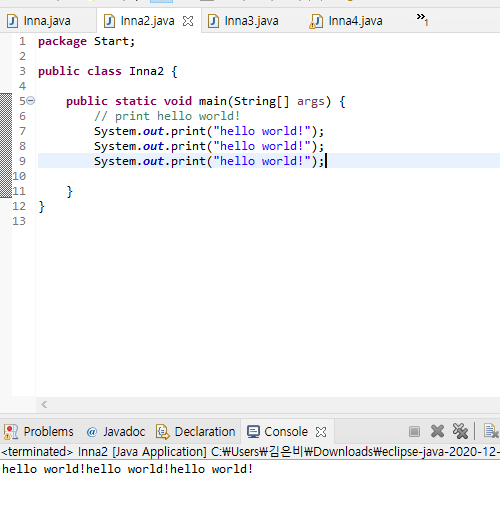 Inna.java Inna2.java Inna3.java Inna4.java »1
1 package Start;
2
3 public class Inna2 {
4
5 public static void main(String[] args) {
6 // print hello world!
7 System.out.print("hello world!");
8 System.out.print("hello world!");
9 System.out.print("hello world!");
10
11 }
12 }
13
Problems @ Javadoc Declaration Console
<terminated> Inna2 [Java Application] C:₩Users₩김은비₩Downloads₩eclipse-java-2020-12-
hello world!hello world!hello world!